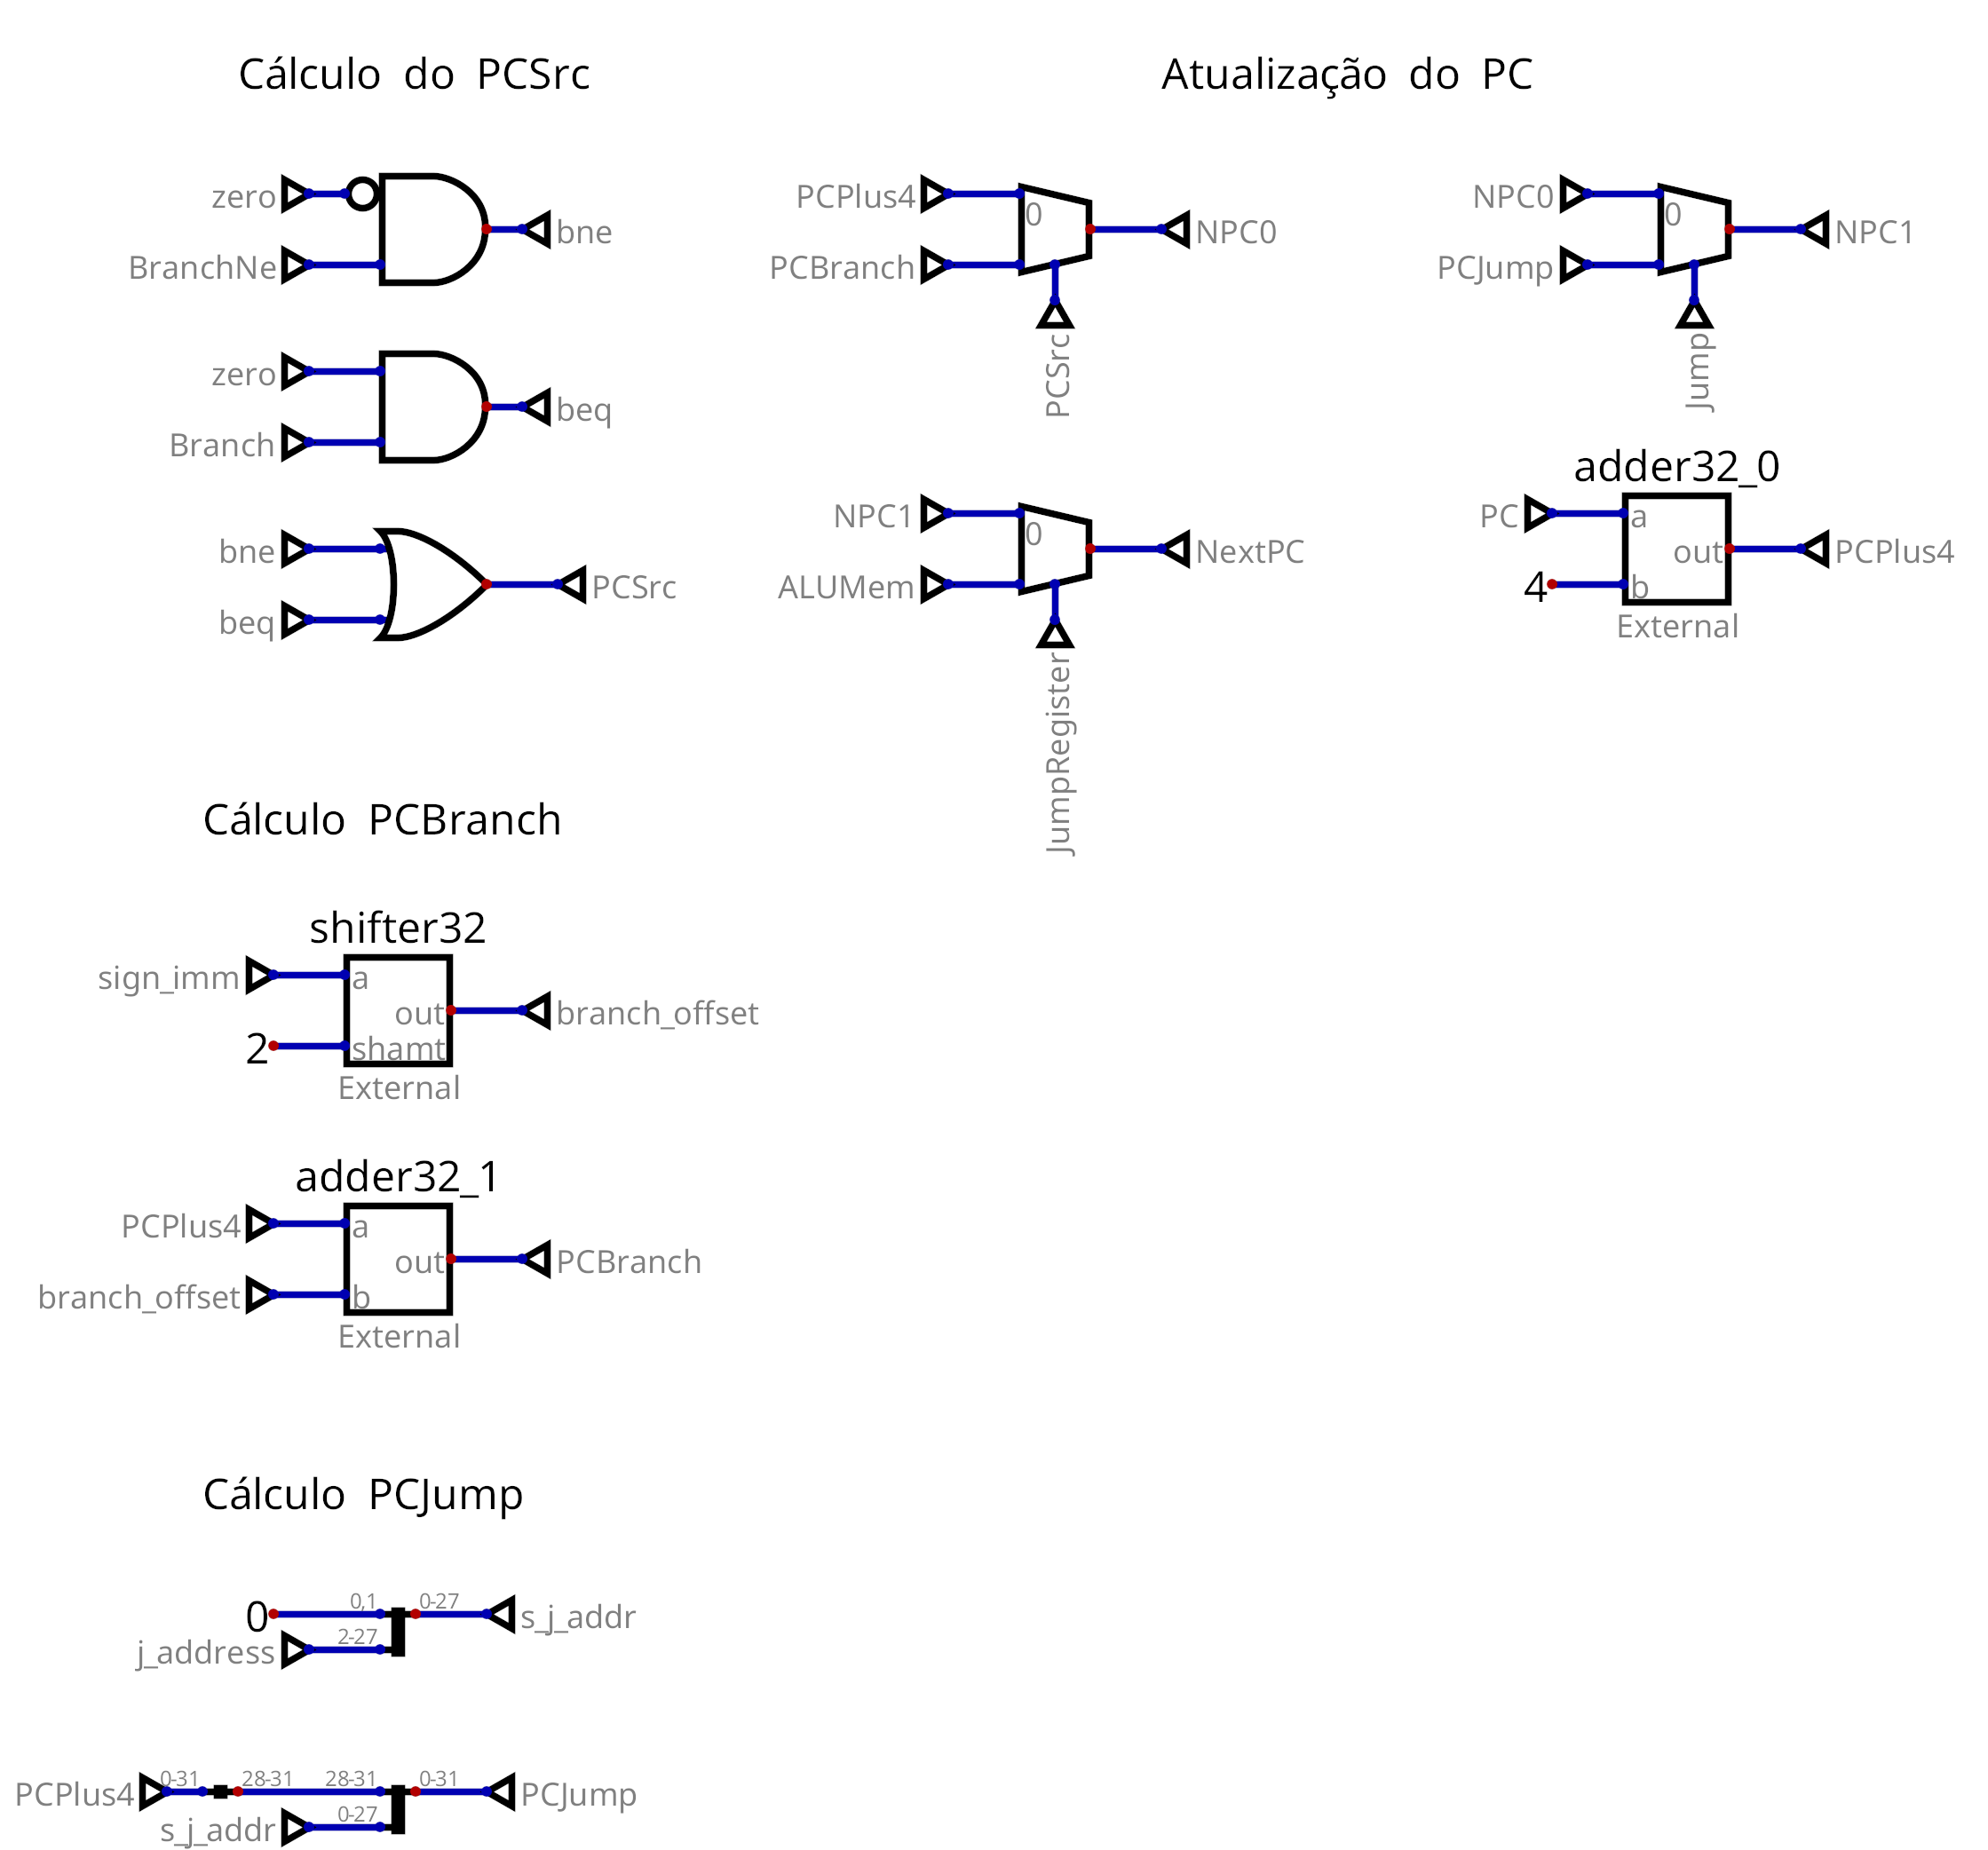 Cálculo do PCSrc
zero
BranchNe
bne
zero
Branch
beq
bne
beq
PCSrc
Atualização do PC
PCPlus4
0
PCBranch
NPC0
PCSrc
NPC0
0
PCJump
NPC1
Jump
NPC1
0
ALUMem
NextPC
JumpRegister
adder32_0
PC
a
out
PCPlus4
4
b
External
Cálculo PCBranch
shifter32
sign_imm
a
out
branch_offset
2
shamt
External
adder32_1
PCPlus4
a
out
PCBranch
branch_offset
b
External
Cálculo PCJump
0
0,1
0-27
s_j_addr
j_address
2-27
PCPlus4
0-31
28-31
28-31
0-31
PCJump
s_j_addr
0-27